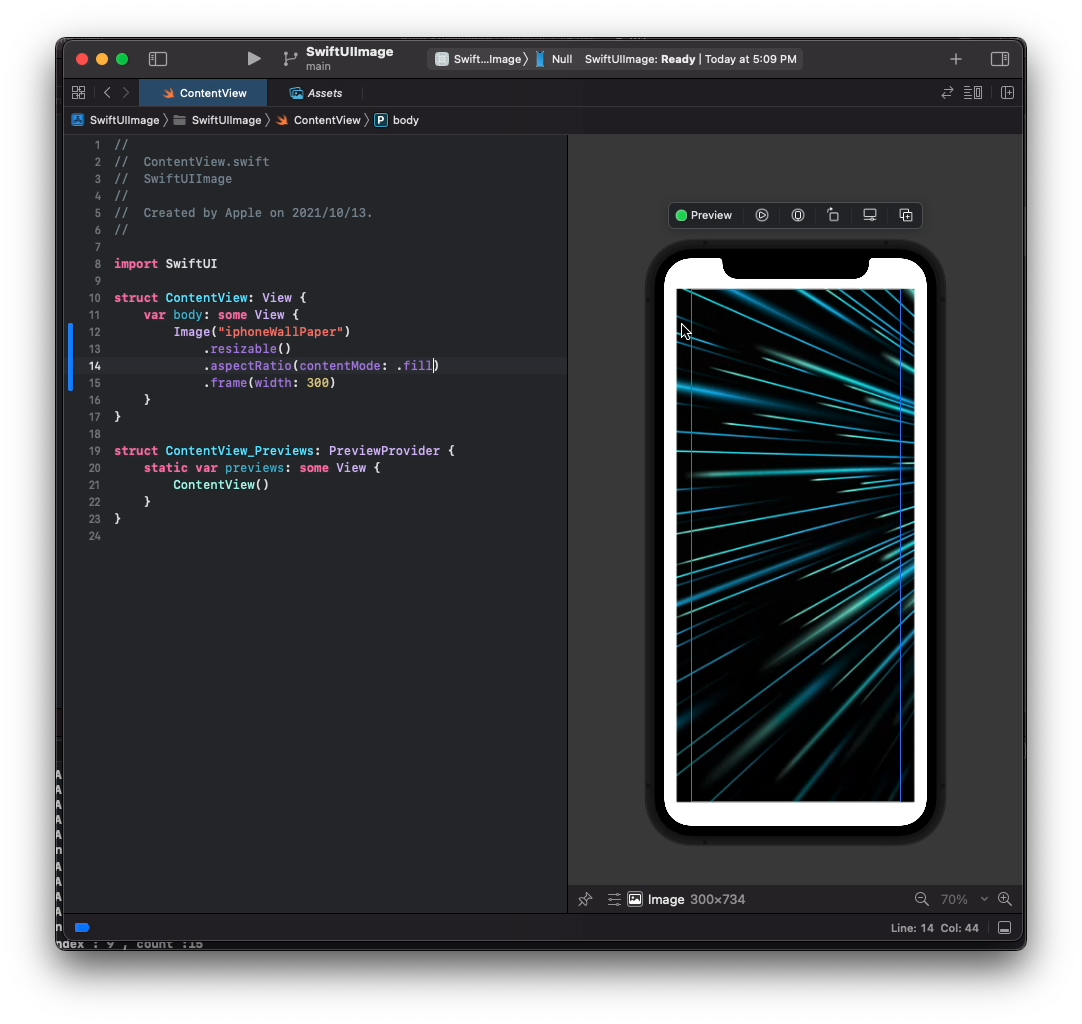 SwiftUIImage
main
Swift...Image 〉 Null SwiftUIImage: Ready | Today at 5:09 PM
ContentView
Assets
SwiftUIImage 〉 SwiftUIImage 〉 ContentView 〉 P body
1 //
2 //  ContentView.swift
3 //  SwiftUIImage
4 //
5 //  Created by Apple on 2021/10/13.
6 //
7
8 import SwiftUI
9
10 struct ContentView: View {
11     var body: some View {
12         Image("iphoneWallPaper")
13             .resizable()
14             .aspectRatio(contentMode: .fill)
15             .frame(width: 300)
16     }
17 }
18
19 struct ContentView_Previews: PreviewProvider {
20     static var previews: some View {
21         ContentView()
22     }
23 }
24
Preview
Image 300×734
70%
Line: 14 Col: 44
A
A
A
A
A
n
A
A
A
A
n
ndex : 9 , count :15